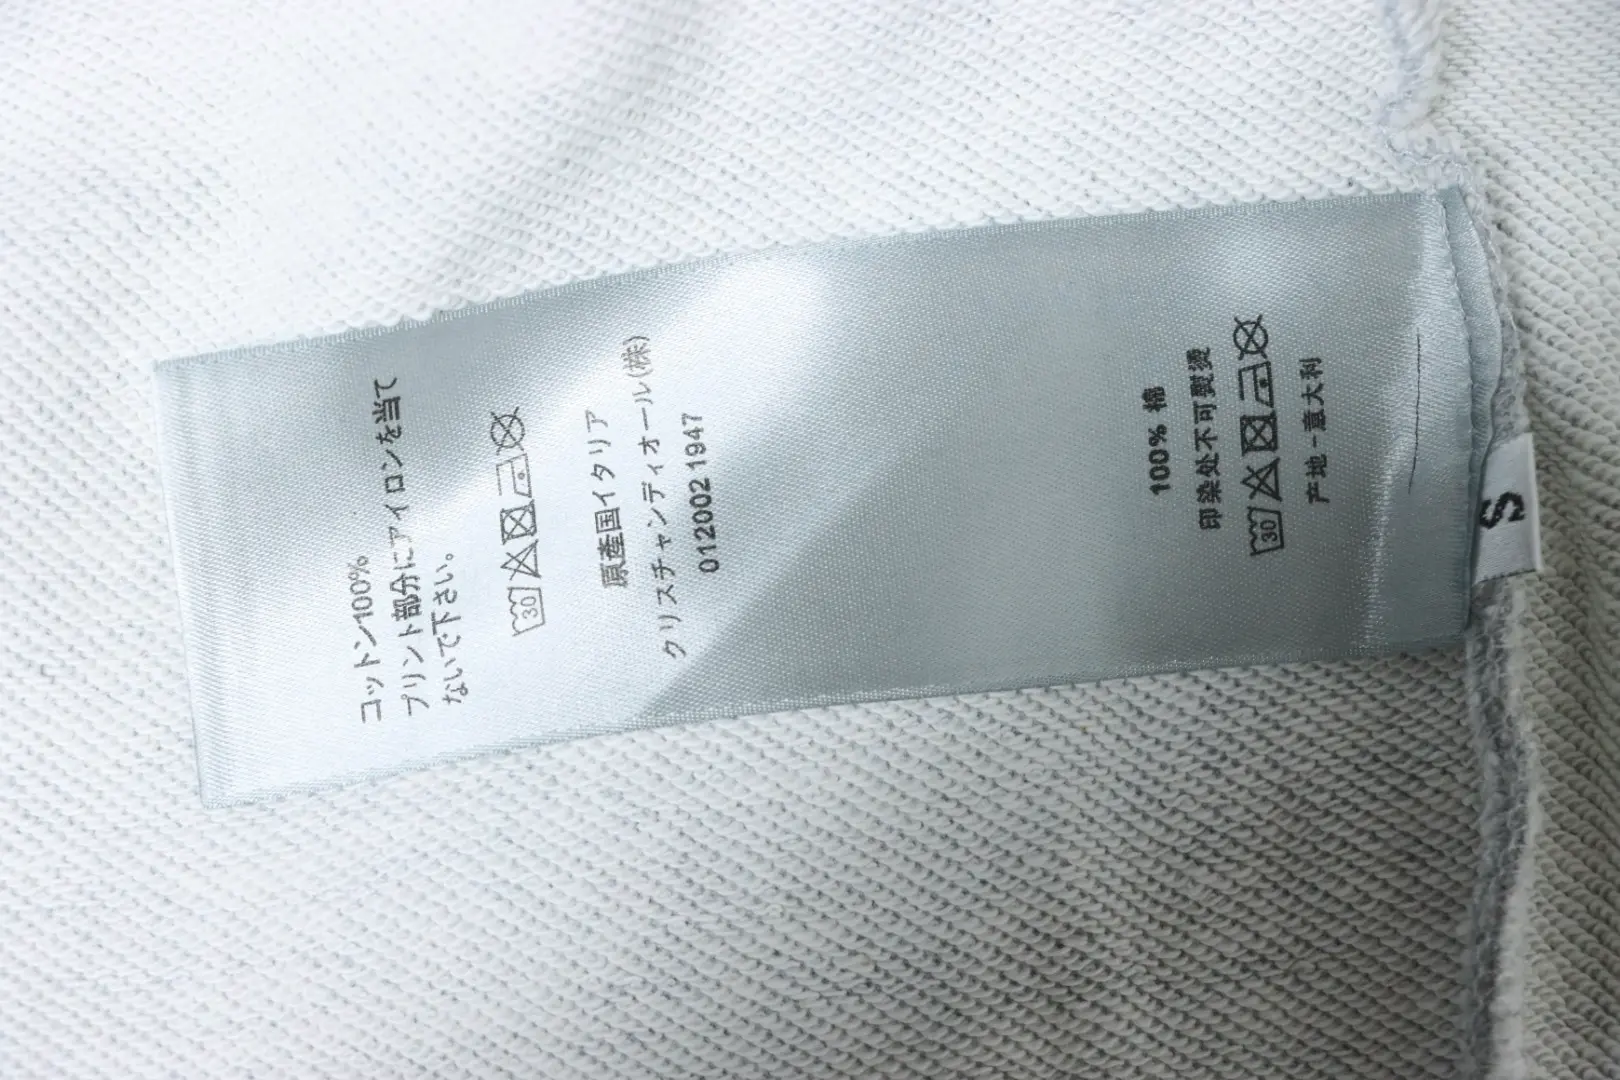 コットン100%
プリント部分にアイロンを当て
ないで下さい。
30
原産国イタリア
クリスチャンディオール(株)
0120021947
100% 棉
印染处不可熨烫
30
产地-意大利
S